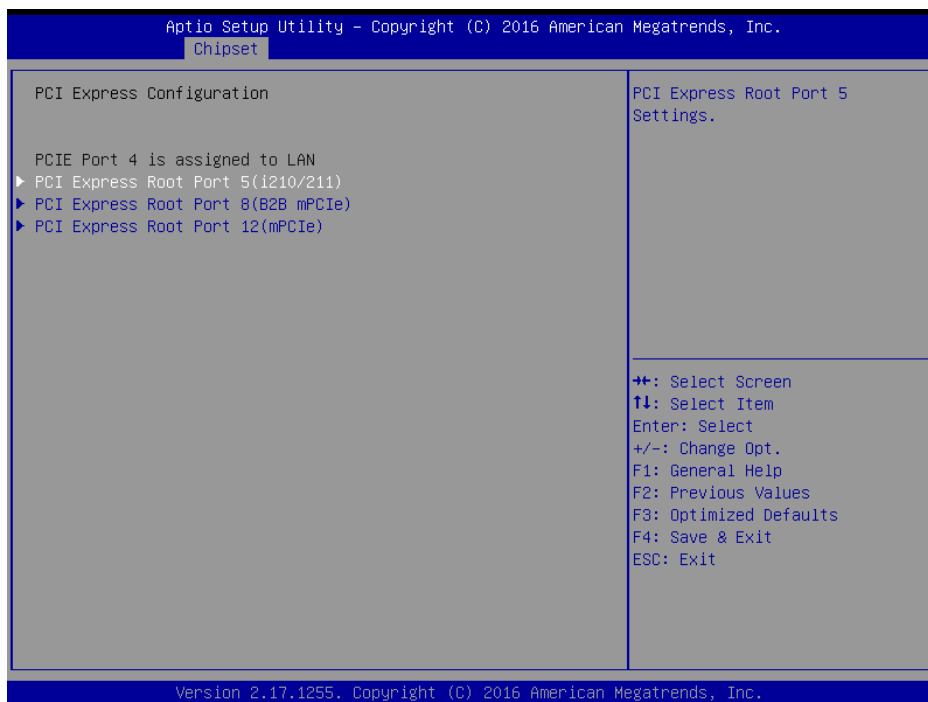 Aptio Setup Utility – Copyright (C) 2016 American Megatrends, Inc.
Chipset
PCI Express Configuration
PCIE Port 4 is assigned to LAN
▶ PCI Express Root Port 5(i210/211)
▶ PCI Express Root Port 8(B2B mPCIe)
▶ PCI Express Root Port 12(mPCIe)
PCI Express Root Port 5
Settings.
→←: Select Screen
↑↓: Select Item
Enter: Select
+/-: Change Opt.
F1: General Help
F2: Previous Values
F3: Optimized Defaults
F4: Save & Exit
ESC: Exit
Version 2.17.1255. Copyright (C) 2016 American Megatrends, Inc.